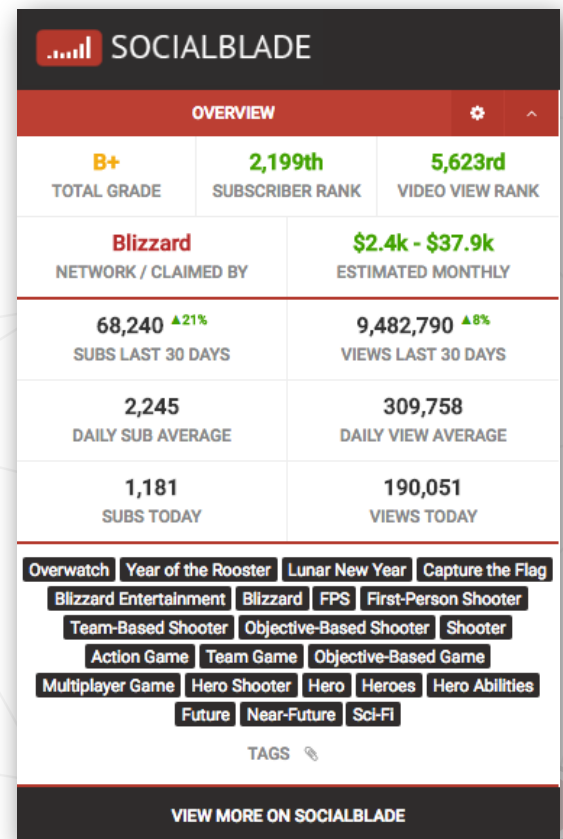 SOCIALBLADE
OVERVIEW
B+ 2,199th 5,623rd
TOTAL GRADE SUBSCRIBER RANK VIDEO VIEW RANK
Blizzard $2.4k - $37.9k
NETWORK / CLAIMED BY ESTIMATED MONTHLY
68,240 ▲21% 9,482,790 ▲8%
SUBS LAST 30 DAYS VIEWS LAST 30 DAYS
2,245 309,758
DAILY SUB AVERAGE DAILY VIEW AVERAGE
1,181 190,051
SUBS TODAY VIEWS TODAY
Overwatch Year of the Rooster Lunar New Year Capture the Flag
Blizzard Entertainment Blizzard FPS First-Person Shooter
Team-Based Shooter Objective-Based Shooter Shooter
Action Game Team Game Objective-Based Game
Multiplayer Game Hero Shooter Hero Heroes Hero Abilities
Future Near-Future Sci-Fi
TAGS
VIEW MORE ON SOCIALBLADE